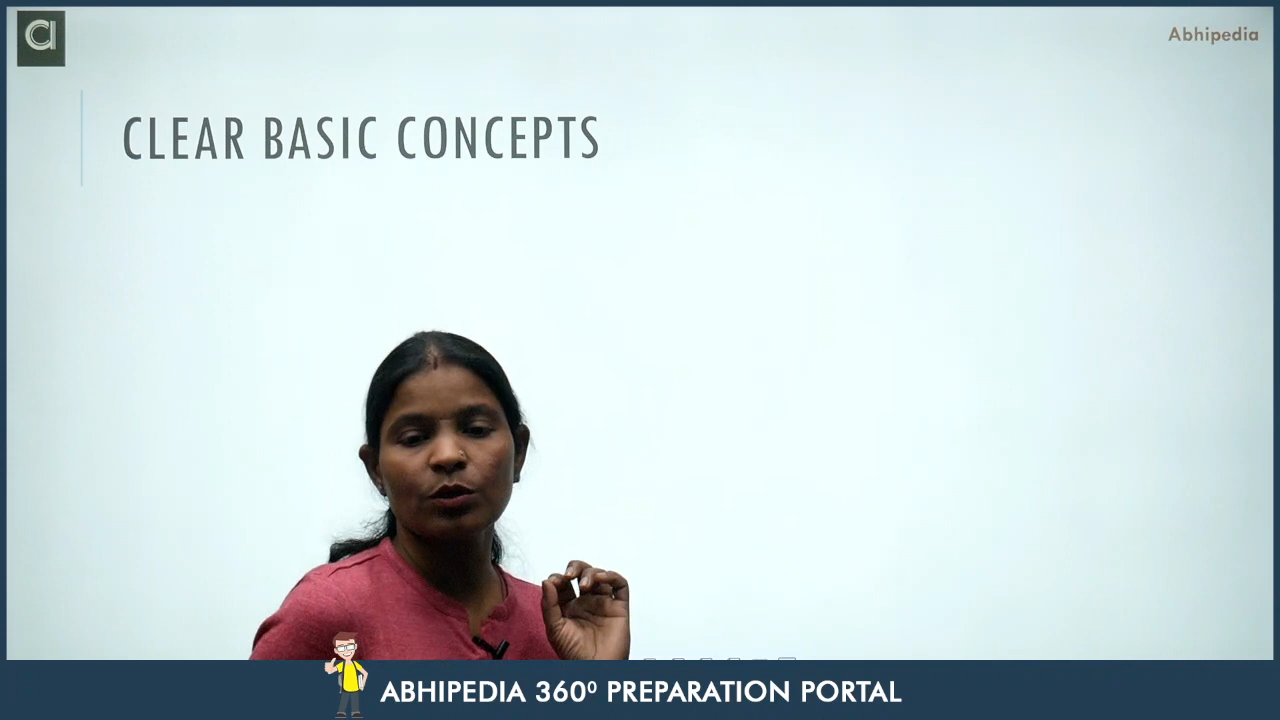 Abhipedia
CLEAR BASIC CONCEPTS
ABHIPEDIA 360⁰ PREPARATION PORTAL